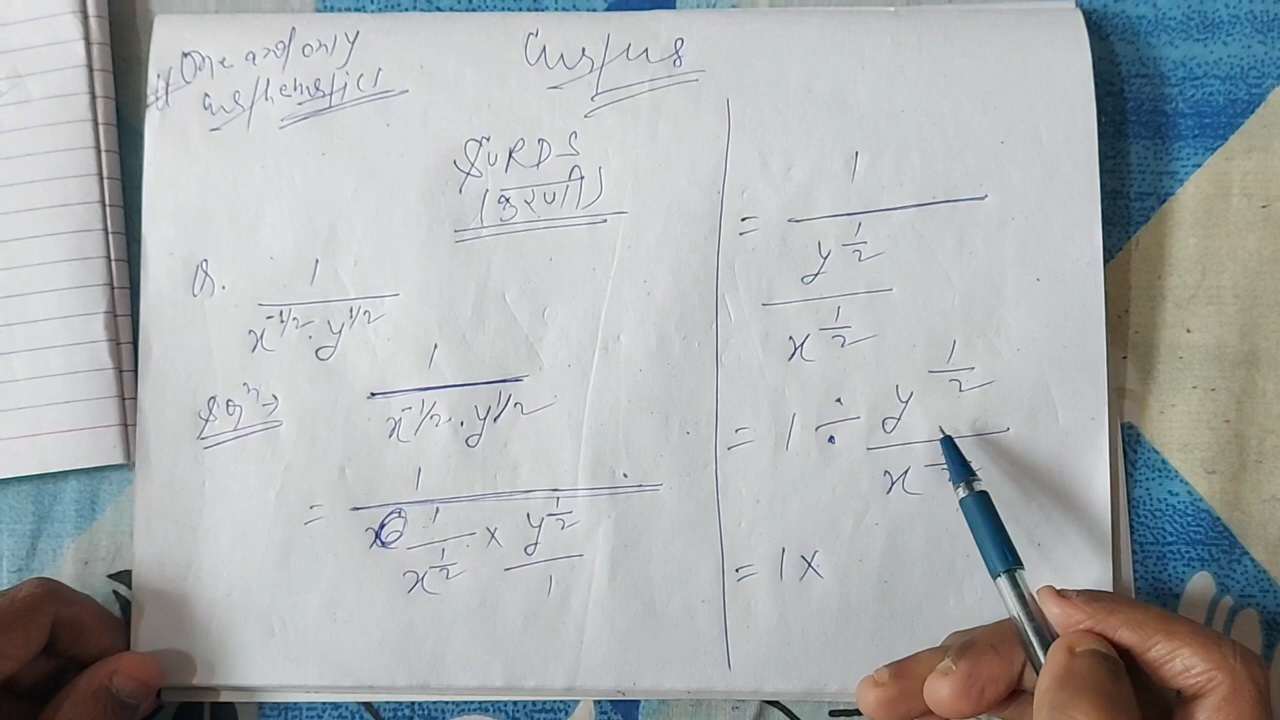 # One and only
mathematics
SURDS
(करणी)
Q. 1
x^-1/2 . y^1/2
Solⁿ→ 1
x^-1/2 . y^1/2
= 1
1 × y^1/2
x^1/2 1
= 1
y^1/2
x^1/2
= 1 ÷ y^1/2
x
= 1 ×